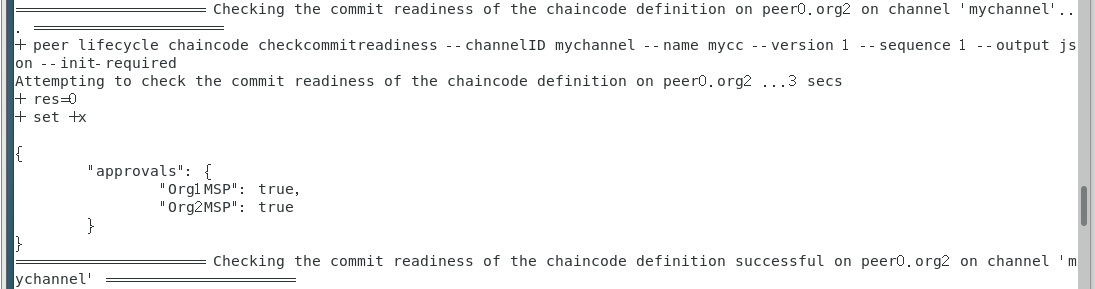 ===================== Checking the commit readiness of the chaincode definition on peer0.org2 on channel 'mychannel'..
. =====================
+ peer lifecycle chaincode checkcommitreadiness --channelID mychannel --name mycc --version 1 --sequence 1 --output js
on --init-required
Attempting to check the commit readiness of the chaincode definition on peer0.org2 ...3 secs
+ res=0
+ set +x
{
"approvals": {
"Org1MSP": true,
"Org2MSP": true
}
}
===================== Checking the commit readiness of the chaincode definition successful on peer0.org2 on channel 'm
ychannel' =====================